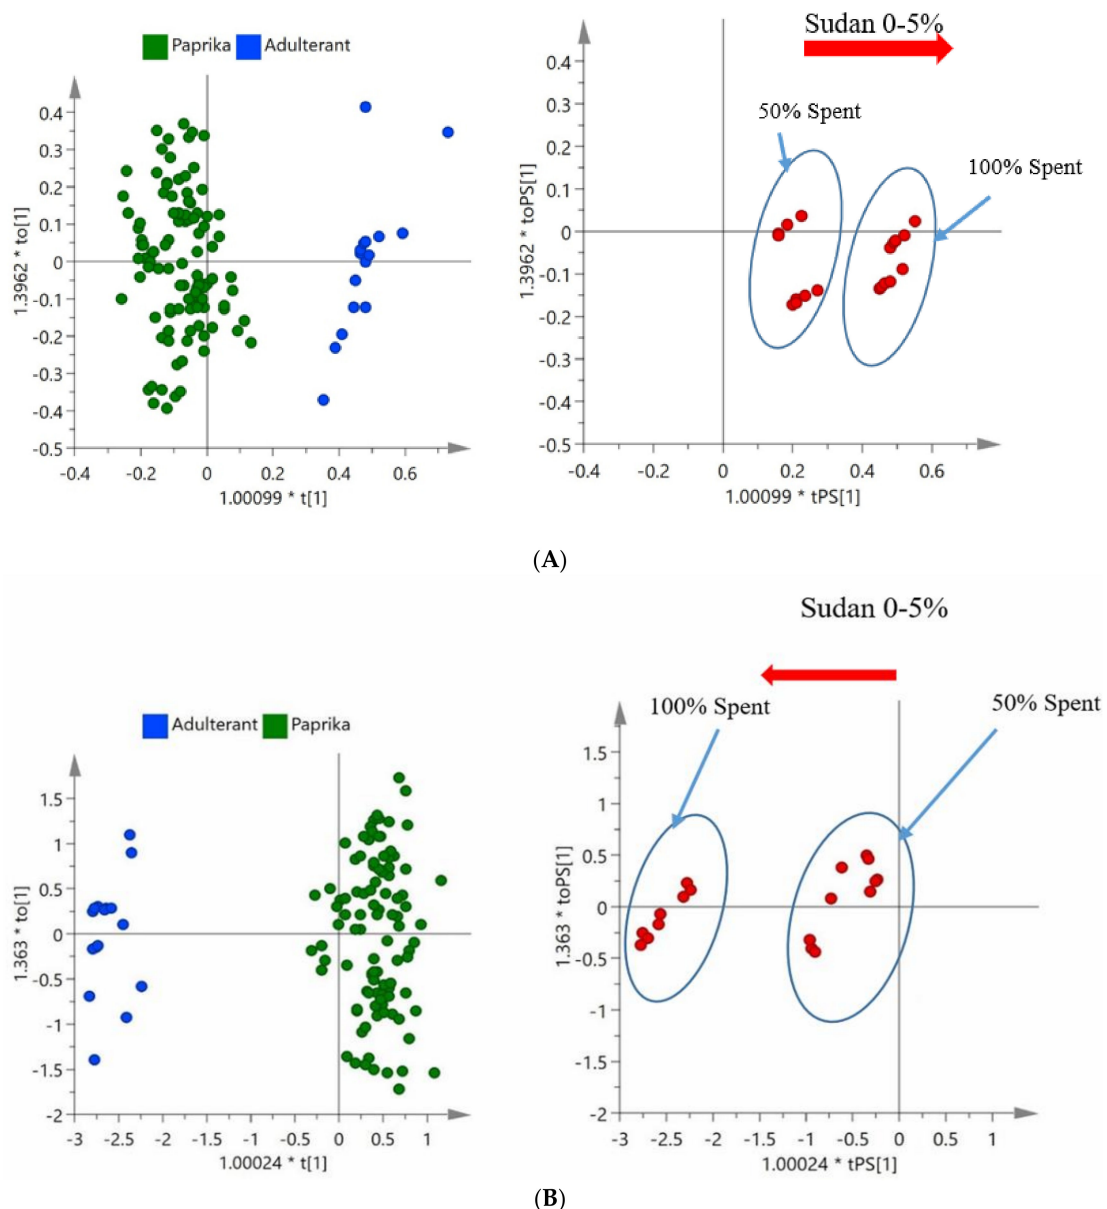 Paprika Adulterant
0.4
0.3
0.2
0.1
0
-0.1
-0.2
-0.3
-0.4
-0.5
-0.4 -0.2 0 0.2 0.4 0.6
1.3962 * to[1]
1.00099 * t[1]
Sudan 0-5%
50% Spent
100% Spent
0.4
0.3
0.2
0.1
0
-0.1
-0.2
-0.3
-0.4
-0.5
-0.4 -0.2 0 0.2 0.4 0.6
1.3962 * toPS[1]
1.00099 * tPS[1]
(A)
Adulterant Paprika
1.5
1
0.5
0
-0.5
-1
-1.5
-2
-3 -2.5 -2 -1.5 -1 -0.5 0 0.5 1
1.363 * to[1]
1.00024 * t[1]
Sudan 0-5%
100% Spent
50% Spent
1.5
1
0.5
0
-0.5
-1
-1.5
-2
-3 -2.5 -2 -1.5 -1 -0.5 0 0.5 1
1.363 * toPS[1]
1.00024 * tPS[1]
(B)